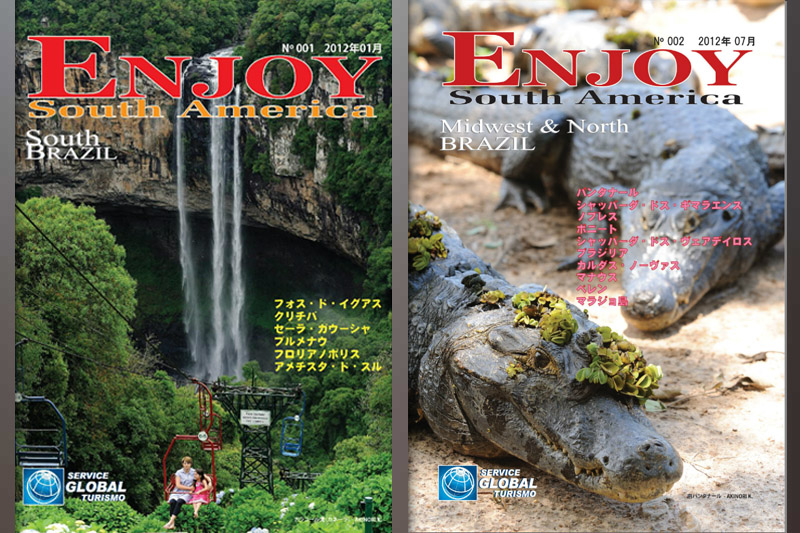 Nº 001 2012年01月
ENJOY
South America
South
BRAZIL
フォス・ド・イグアス
クリチバ
セーラ・ガウーシャ
ブルメナウ
フロリアノポリス
アメチスタ・ド・スル
SERVICE
GLOBAL
TURISMO
Nº 002 2012年 07月
ENJOY
South America
Midwest & North
BRAZIL
パンタナール
シャッパーダ・ドス・ギマラエンス
ノブレス
ボニート
シャッパーダ・ドス・ヴェアデイロス
ブラジリア
カルダス・ノーヴァス
マナウス
ベレン
マラジョ島
SERVICE
GLOBAL
TURISMO